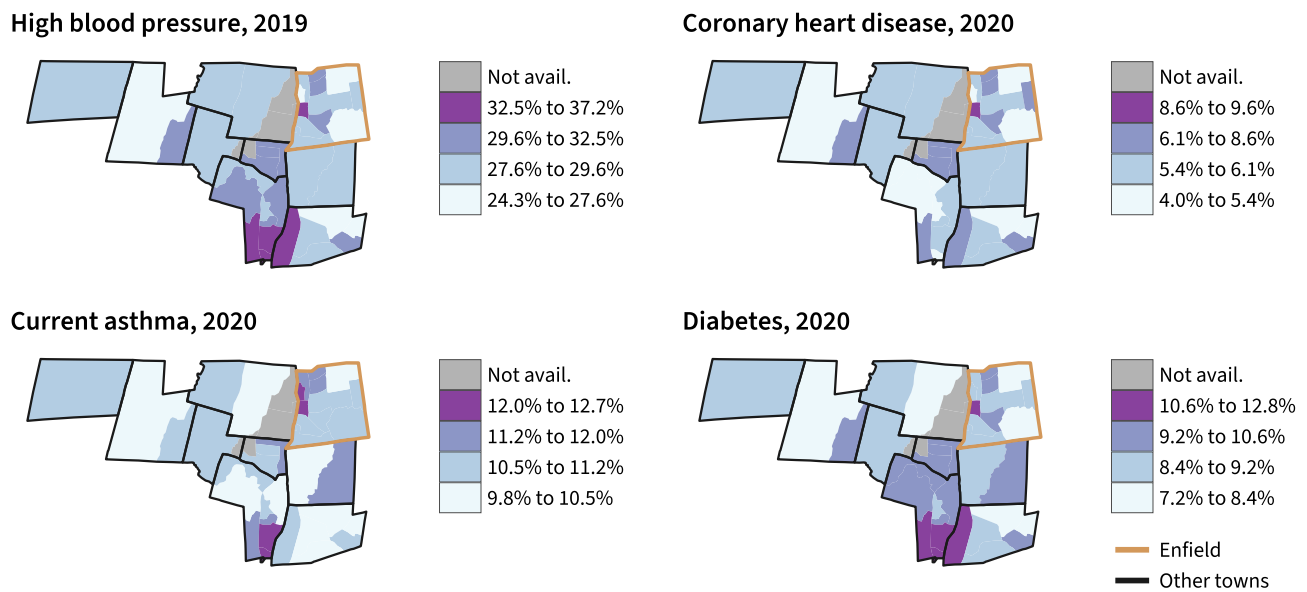 High blood pressure, 2019
Not avail.
32.5% to 37.2%
29.6% to 32.5%
27.6% to 29.6%
24.3% to 27.6%
Coronary heart disease, 2020
Not avail.
8.6% to 9.6%
6.1% to 8.6%
5.4% to 6.1%
4.0% to 5.4%
Current asthma, 2020
Not avail.
12.0% to 12.7%
11.2% to 12.0%
10.5% to 11.2%
9.8% to 10.5%
Diabetes, 2020
Not avail.
10.6% to 12.8%
9.2% to 10.6%
8.4% to 9.2%
7.2% to 8.4%
Enfield
Other towns